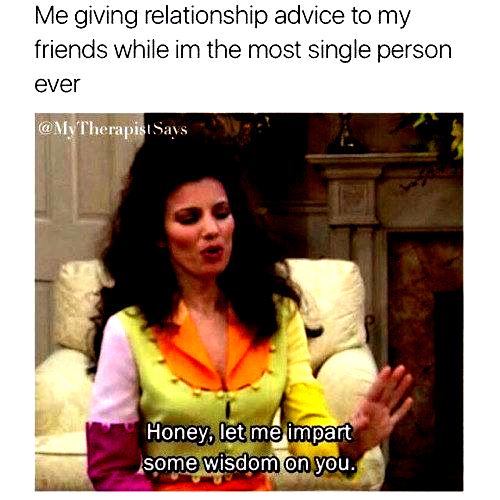 Me giving relationship advice to my
friends while im the most single person
ever
@MyTherapistSays
Honey, let me impart
some wisdom on you.